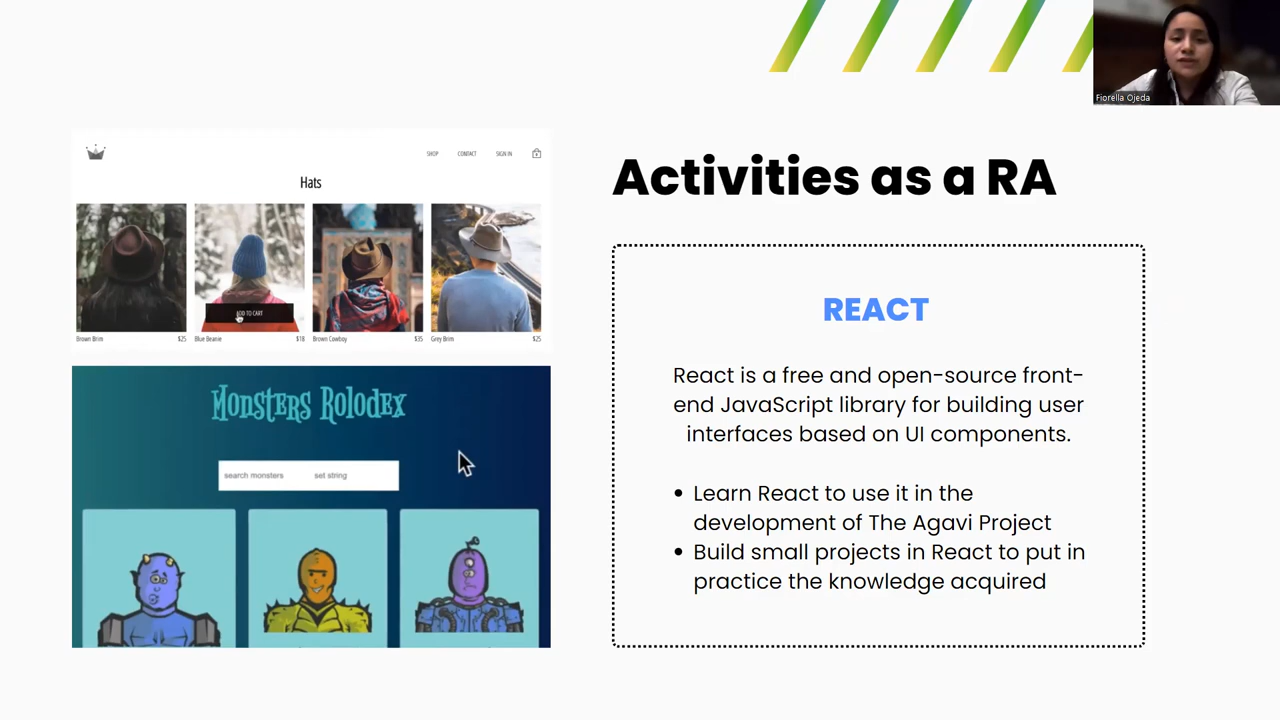 Fiorella Ojeda
SHOP CONTACT SIGN IN
Hats
ADD TO CART
Brown Brim $25 Blue Beanie $18 Brown Cowboy $35 Grey Brim $25
Monsters Rolodex
search monsters set string
Activities as a RA
REACT
React is a free and open-source front-
end JavaScript library for building user
interfaces based on UI components.
• Learn React to use it in the
development of The Agavi Project
• Build small projects in React to put in
practice the knowledge acquired